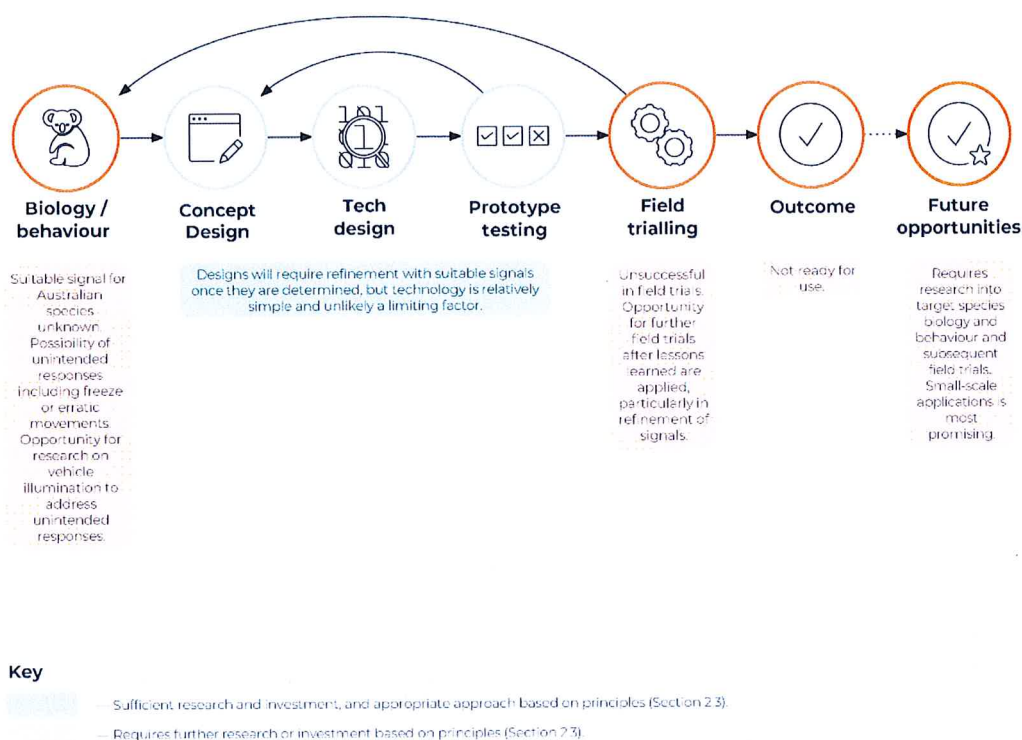 Biology /
behaviour
Concept
Design
Tech
design
Prototype
testing
Field
trialling
Outcome
Future
opportunities
Suitable signal for
Australian
species
unknown.
Possibility of
unintended
responses
including freeze
or erratic
movements.
Opportunity for
research on
vehicle
illumination to
address
unintended
responses.
Designs will require refinement with suitable signals
once they are determined, but technology is relatively
simple and unlikely a limiting factor.
Unsuccessful
in field trials.
Opportunity
for further
field trials
after lessons
learned are
applied,
particularly in
refinement of
signals.
Not ready for
use.
Requires
research into
target species
biology and
behaviour and
subsequent
field trials.
Small-scale
applications is
most
promising.
Key
— Sufficient research and investment, and appropriate approach based on principles (Section 2.3).
— Requires further research or investment based on principles (Section 2.3).